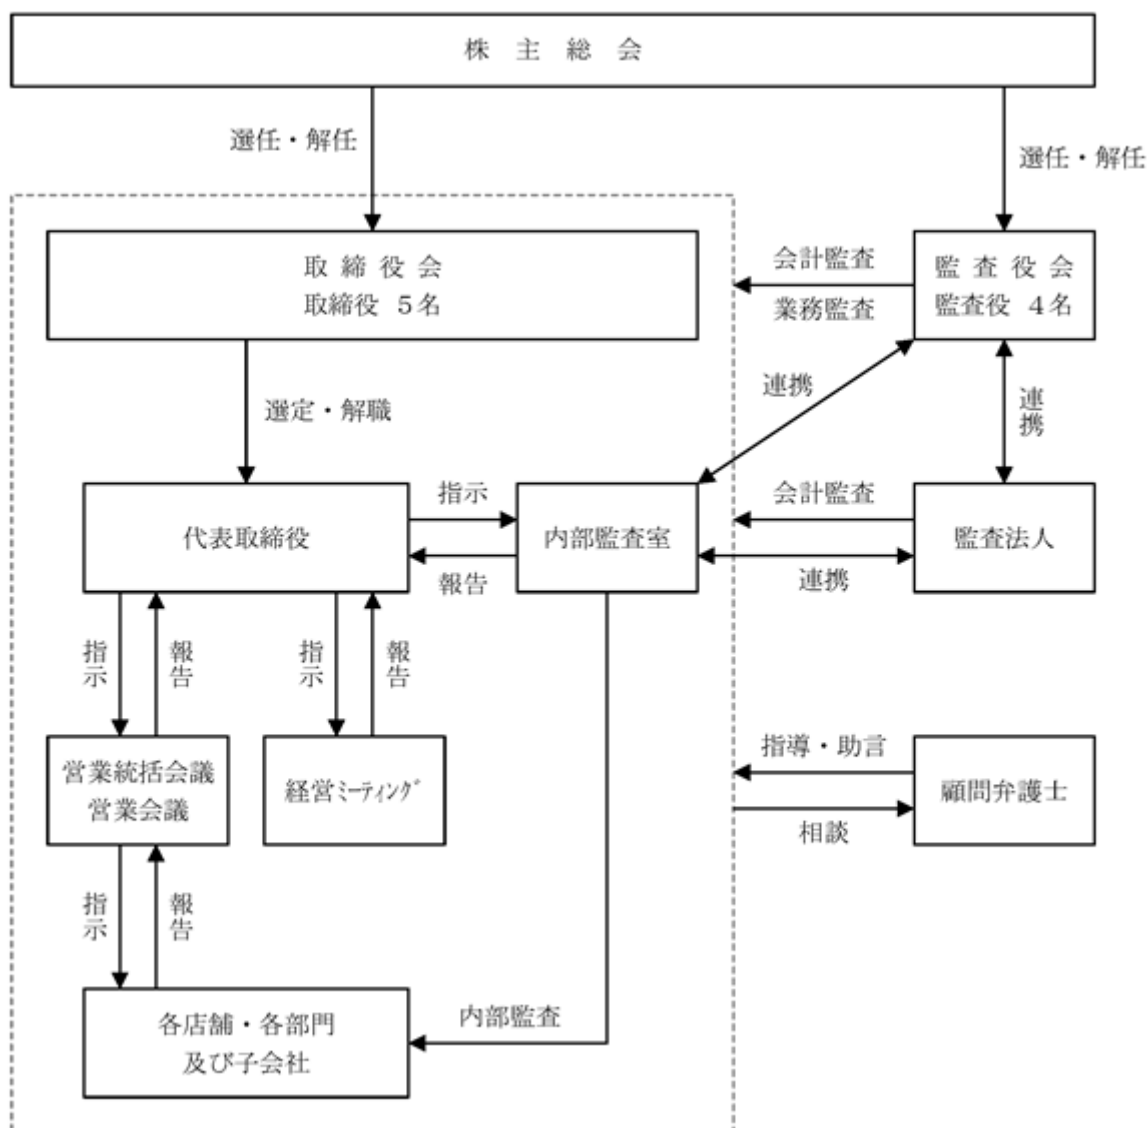 株主総会
選任・解任
選任・解任
取締役会
取締役 5名
会計監査
業務監査
監査役会
監査役 4名
選定・解職
連携
連携
代表取締役
指示
報告
内部監査室
会計監査
連携
監査法人
指示
報告
指示
報告
営業統括会議
営業会議
経営ﾐｰﾃｨﾝｸﾞ
指導・助言
相談
顧問弁護士
指示
報告
各店舗・各部門
及び子会社
内部監査